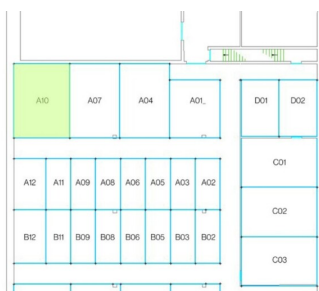 A10 A07 A04 A01 D01 D02
C01
A12 A11 A09 A08 A06 A05 A03 A02
C02
B12 B11 B09 B08 B06 B05 B03 B02
C03